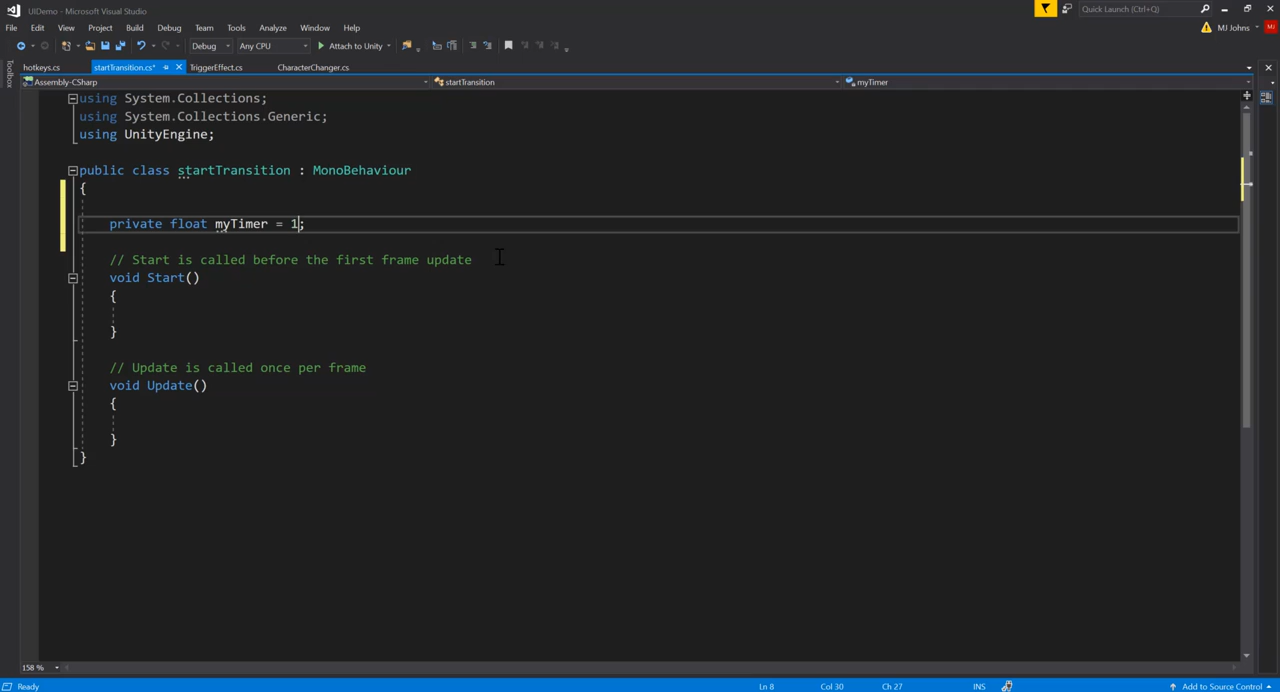 UIDemo - Microsoft Visual Studio
Quick Launch (Ctrl+Q)
File Edit View Project Build Debug Team Tools Analyze Window Help
MJ Johns
MJ
Debug Any CPU Attach to Unity
Toolbox
hotkeys.cs startTransition.cs* TriggerEffect.cs CharacterChanger.cs
Assembly-CSharp startTransition myTimer
using System.Collections;
using System.Collections.Generic;
using UnityEngine;
public class startTransition : MonoBehaviour
{
private float myTimer = 1;
// Start is called before the first frame update
void Start()
{
}
// Update is called once per frame
void Update()
{
}
}
158 %
Ready Ln 8 Col 30 Ch 27 INS Add to Source Control